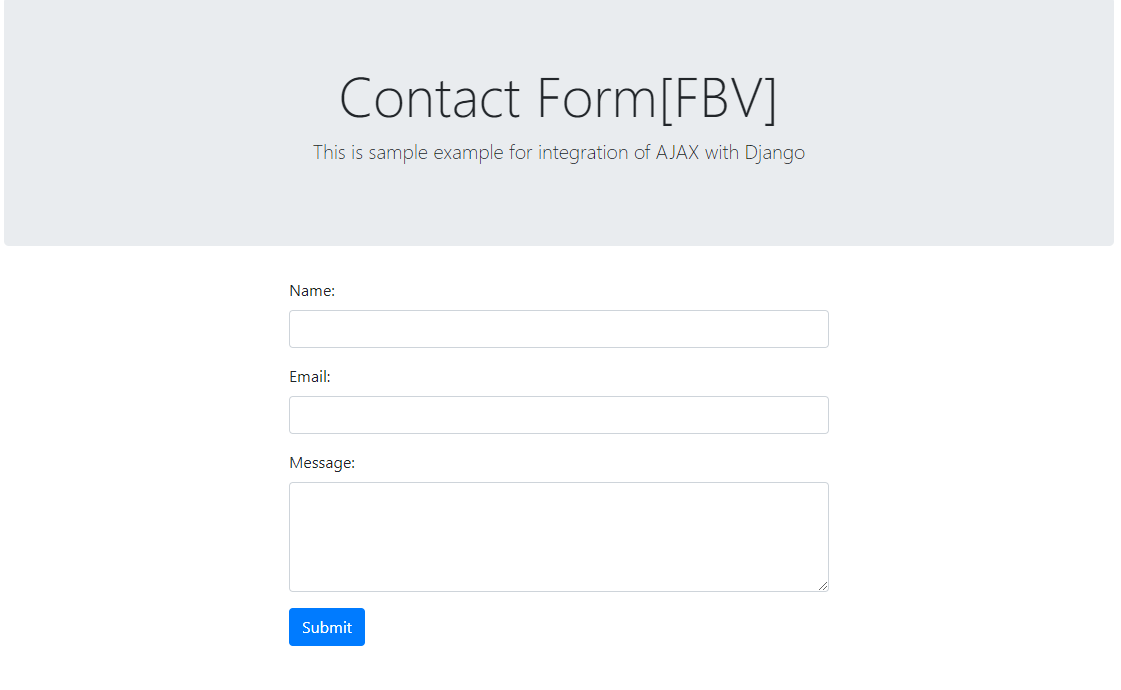 Contact Form[FBV]
This is sample example for integration of AJAX with Django
Name:
Email:
Message:
Submit